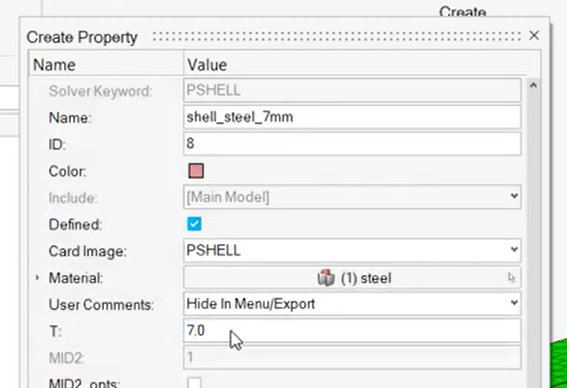 Create
Create Property
Name Value
Solver Keyword: PSHELL
Name: shell_steel_7mm
ID: 8
Color:
Include: [Main Model]
Defined:
Card Image: PSHELL
Material: (1) steel
User Comments: Hide In Menu/Export
T: 7.0
MID2: 1
MID2_opts: